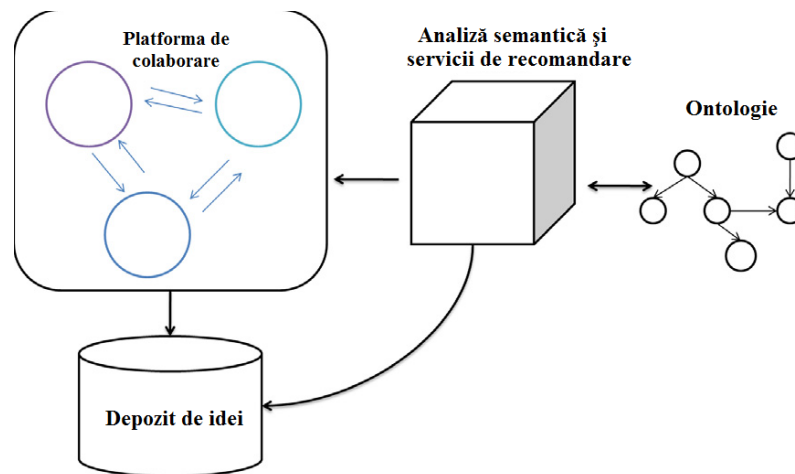 Platforma de
colaborare
Analiză semantică şi
servicii de recomandare
Ontologie
Depozit de idei